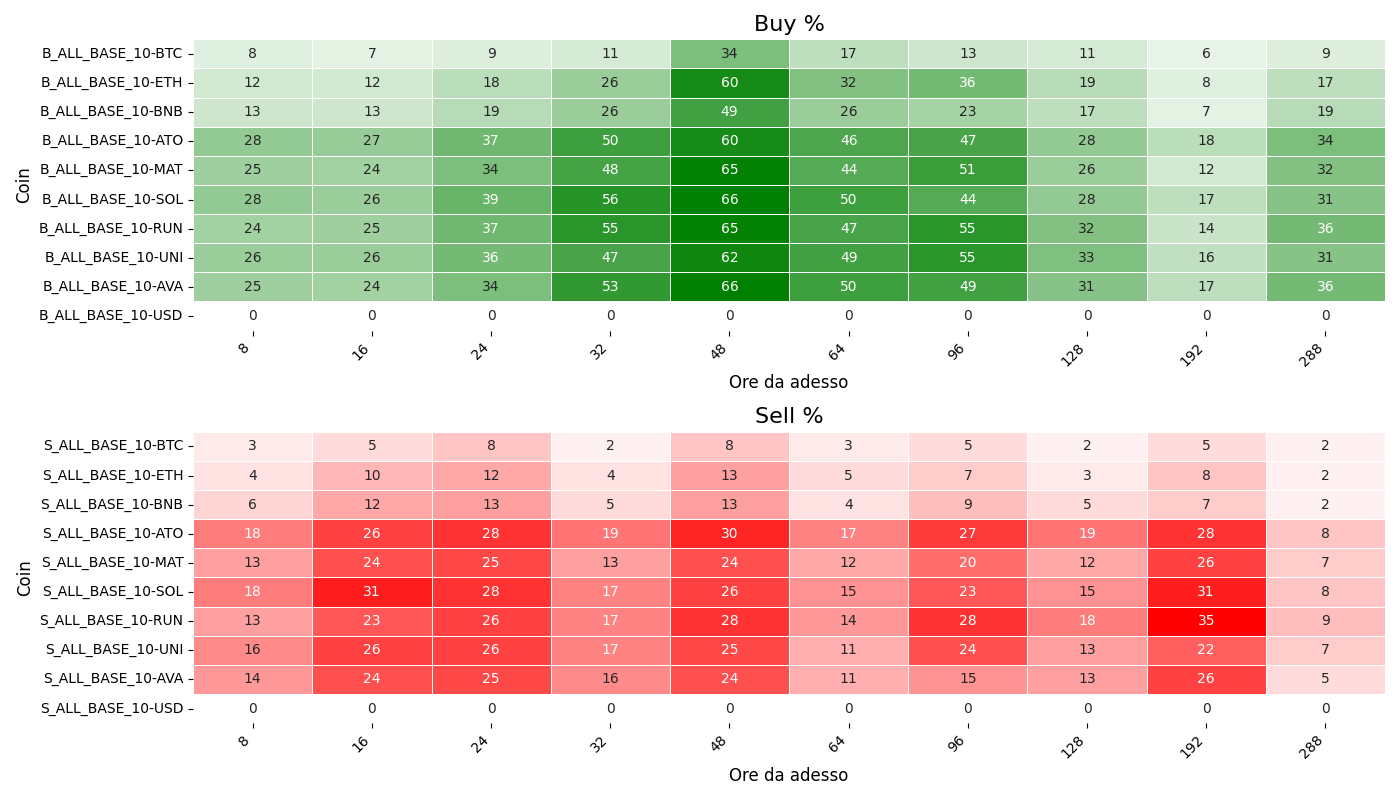 Buy %
Coin
B_ALL_BASE_10-BTC 8 7 9 11 34 17 13 11 6 9
B_ALL_BASE_10-ETH 12 12 18 26 60 32 36 19 8 17
B_ALL_BASE_10-BNB 13 13 19 26 49 26 23 17 7 19
B_ALL_BASE_10-ATO 28 27 37 50 60 46 47 28 18 34
B_ALL_BASE_10-MAT 25 24 34 48 65 44 51 26 12 32
B_ALL_BASE_10-SOL 28 26 39 56 66 50 44 28 17 31
B_ALL_BASE_10-RUN 24 25 37 55 65 47 55 32 14 36
B_ALL_BASE_10-UNI 26 26 36 47 62 49 55 33 16 31
B_ALL_BASE_10-AVA 25 24 34 53 66 50 49 31 17 36
B_ALL_BASE_10-USD 0 0 0 0 0 0 0 0 0 0
8 16 24 32 48 64 96 128 192 288
Ore da adesso
Sell %
Coin
S_ALL_BASE_10-BTC 3 5 8 2 8 3 5 2 5 2
S_ALL_BASE_10-ETH 4 10 12 4 13 5 7 3 8 2
S_ALL_BASE_10-BNB 6 12 13 5 13 4 9 5 7 2
S_ALL_BASE_10-ATO 18 26 28 19 30 17 27 19 28 8
S_ALL_BASE_10-MAT 13 24 25 13 24 12 20 12 26 7
S_ALL_BASE_10-SOL 18 31 28 17 26 15 23 15 31 8
S_ALL_BASE_10-RUN 13 23 26 17 28 14 28 18 35 9
S_ALL_BASE_10-UNI 16 26 26 17 25 11 24 13 22 7
S_ALL_BASE_10-AVA 14 24 25 16 24 11 15 13 26 5
S_ALL_BASE_10-USD 0 0 0 0 0 0 0 0 0 0
8 16 24 32 48 64 96 128 192 288
Ore da adesso